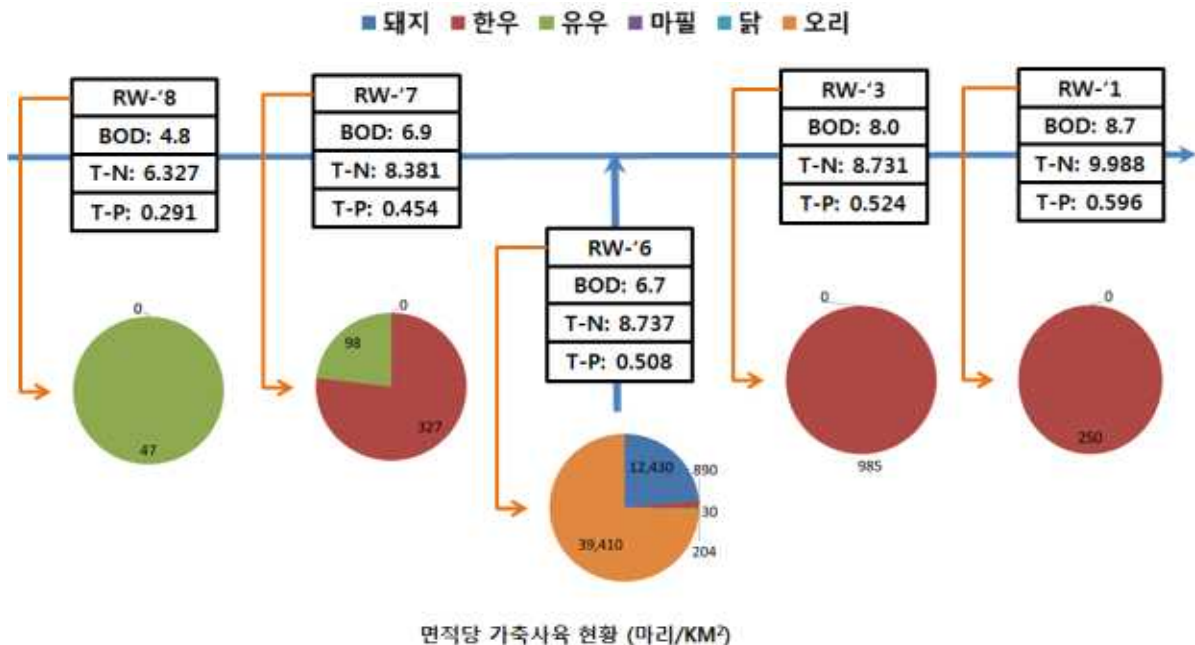 돼지 한우 유우 마필 닭 오리
RW-‘8
BOD: 4.8
T-N: 6.327
T-P: 0.291
RW-‘7
BOD: 6.9
T-N: 8.381
T-P: 0.454
RW-‘6
BOD: 6.7
T-N: 8.737
T-P: 0.508
RW-‘3
BOD: 8.0
T-N: 8.731
T-P: 0.524
RW-‘1
BOD: 8.7
T-N: 9.988
T-P: 0.596
0
47
0
98
327
12,430
890
30
204
39,410
0
985
0
250
면적당 가축사육 현황 (마리/KM²)